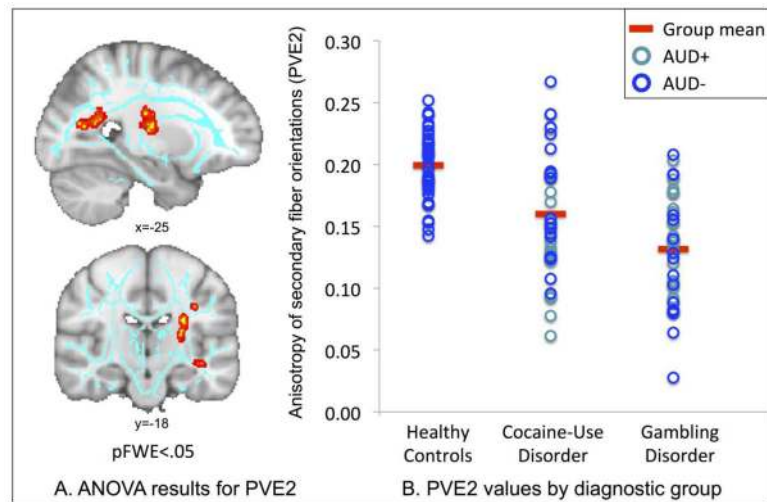 x=-25
y=-18
pFWE<.05
A. ANOVA results for PVE2
B.
Group mean
AUD+
AUD-
Anisotropy of secondary fiber orientations (PVE2)
0.30
0.25
0.20
0.15
0.10
0.05
0.00
Healthy
Controls
Cocaine-Use
Disorder
Gambling
Disorder
B. PVE2 values by diagnostic group